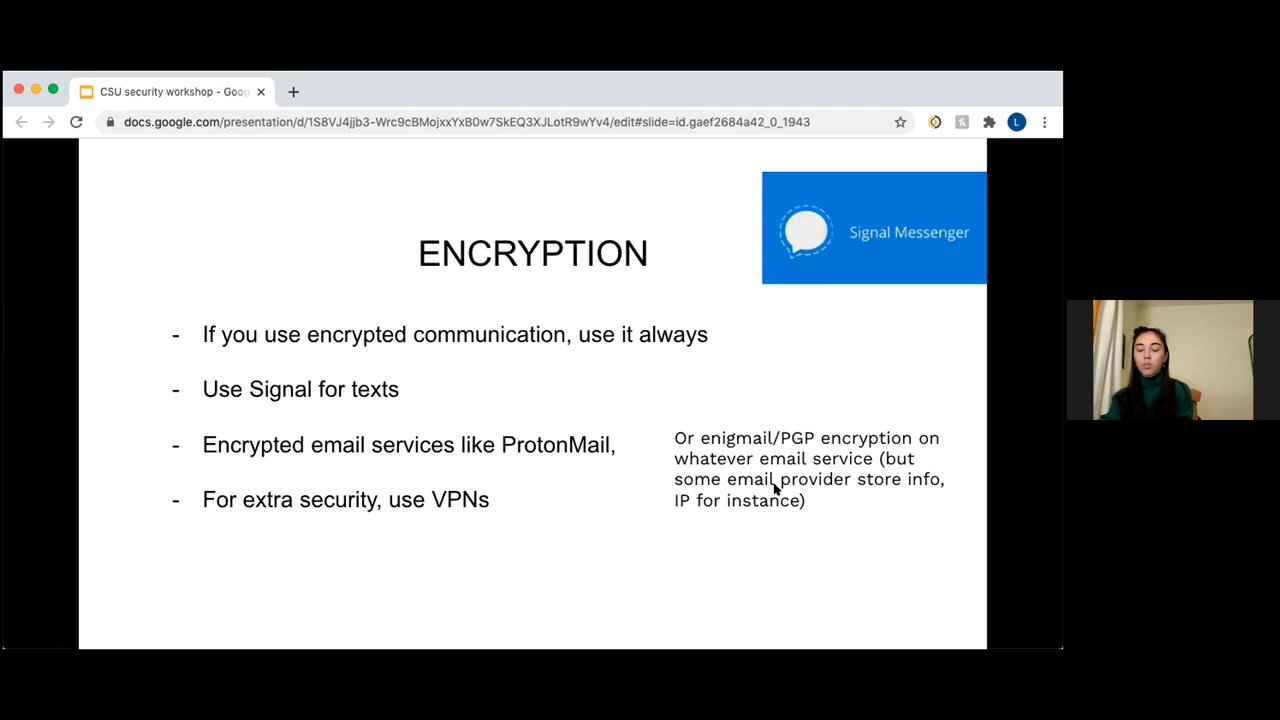 CSU security workshop - Goog
docs.google.com/presentation/d/1S8VJ4jjb3-Wrc9cBMojxxYxB0w7SkEQ3XJLotR9wYv4/edit#slide=id.gaef2684a42_0_1943
L
Signal Messenger
ENCRYPTION
- If you use encrypted communication, use it always
- Use Signal for texts
- Encrypted email services like ProtonMail,
- For extra security, use VPNs
Or enigmail/PGP encryption on
whatever email service (but
some email provider store info,
IP for instance)